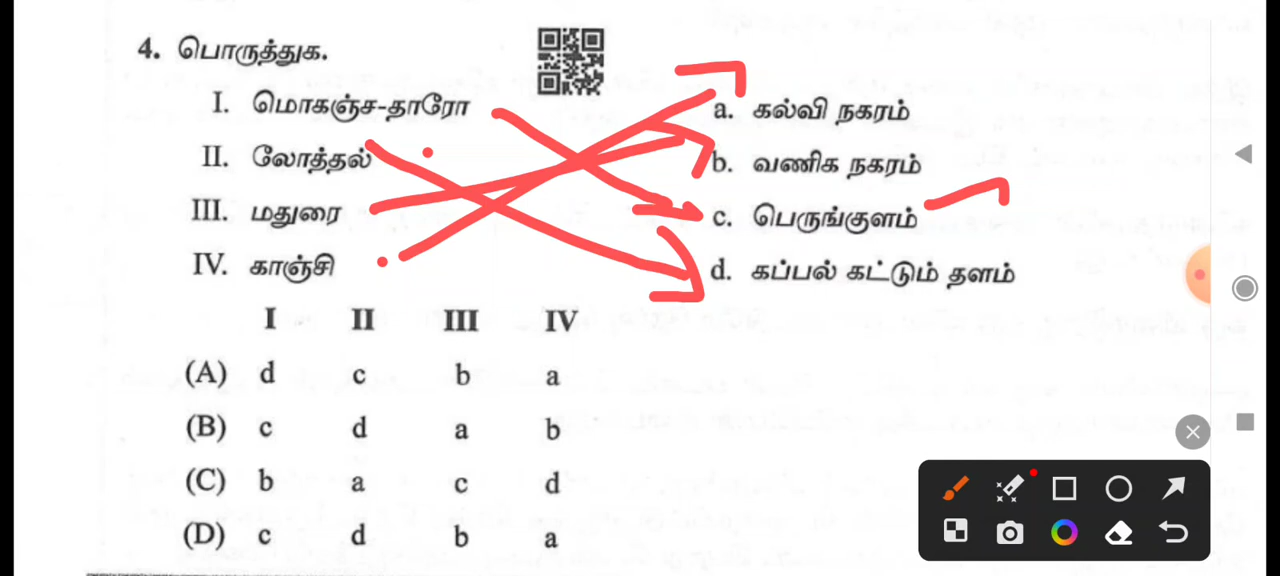 4. பொருத்துக.
I. மொகஞ்ச-தாரோ a. கல்வி நகரம்
II. லோத்தல் b. வணிக நகரம்
III. மதுரை c. பெருங்குளம்
IV. காஞ்சி d. கப்பல் கட்டும் தளம்
I II III IV
(A) d c b a
(B) c d a b
(C) b a c d
(D) c d b a